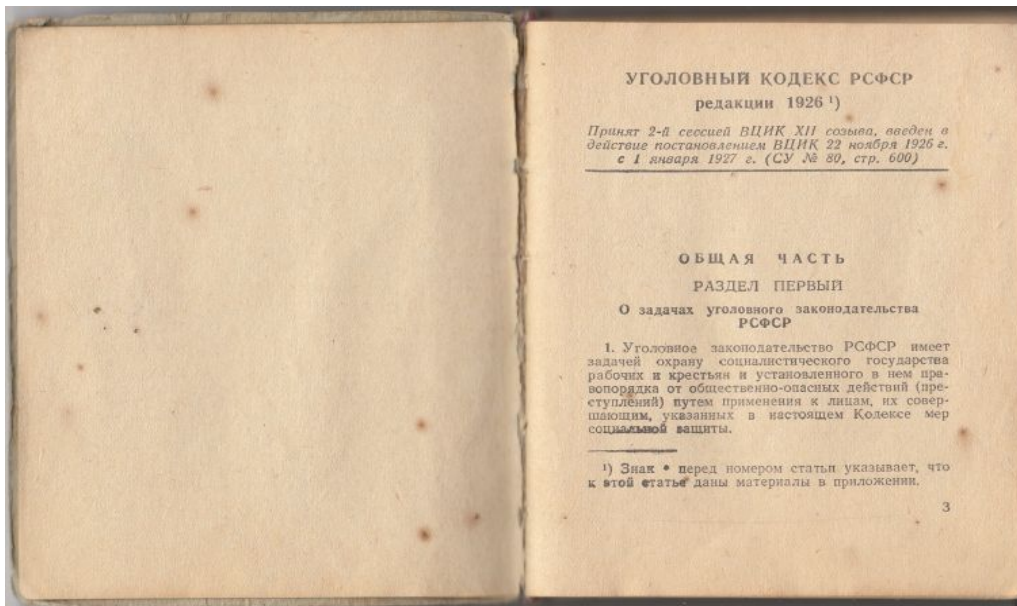 УГОЛОВНЫЙ КОДЕКС РСФСР
редакции 1926 ¹)
Принят 2-й сессией ВЦИК XII созыва, введен в
действие постановлением ВЦИК 22 ноября 1926 г.
с 1 января 1927 г. (СУ № 80, стр. 600)
ОБЩАЯ ЧАСТЬ
РАЗДЕЛ ПЕРВЫЙ
О задачах уголовного законодательства
РСФСР
1. Уголовное законодательство РСФСР имеет
задачей охрану социалистического государства
рабочих и крестьян и установленного в нем пра-
вопорядка от общественно-опасных действий (пре-
ступлений) путем применения к лицам, их совер-
шающим, указанных в настоящем Кодексе мер
социальной защиты.
¹) Знак • перед номером статьи указывает, что
к этой статье даны материалы в приложении.
3